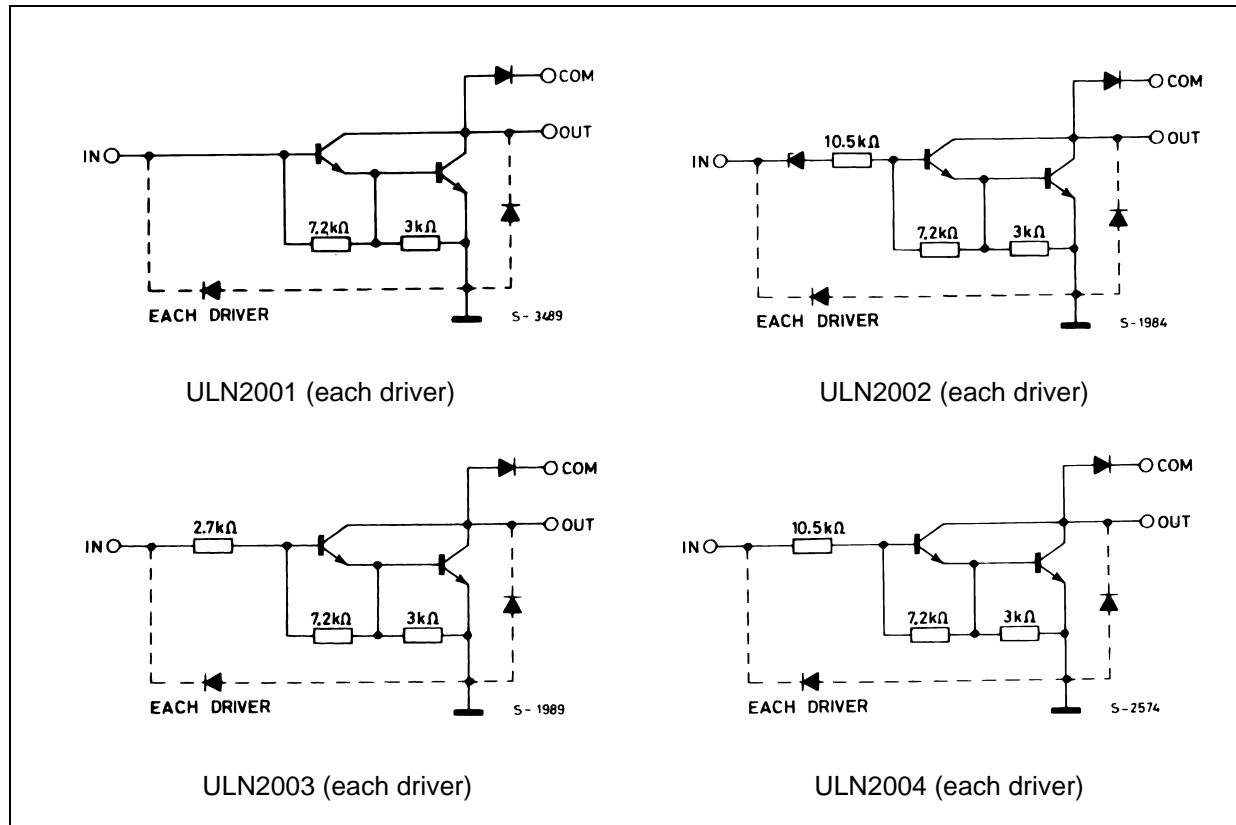 COM
OUT
IN
7.2kΩ 3kΩ
EACH DRIVER
S-3489
ULN2001 (each driver)
COM
OUT
IN
10.5kΩ
7.2kΩ 3kΩ
EACH DRIVER
S-1984
ULN2002 (each driver)
COM
OUT
IN
2.7kΩ
7.2kΩ 3kΩ
EACH DRIVER
S-1989
ULN2003 (each driver)
COM
OUT
IN
10.5kΩ
7.2kΩ 3kΩ
EACH DRIVER
S-2574
ULN2004 (each driver)